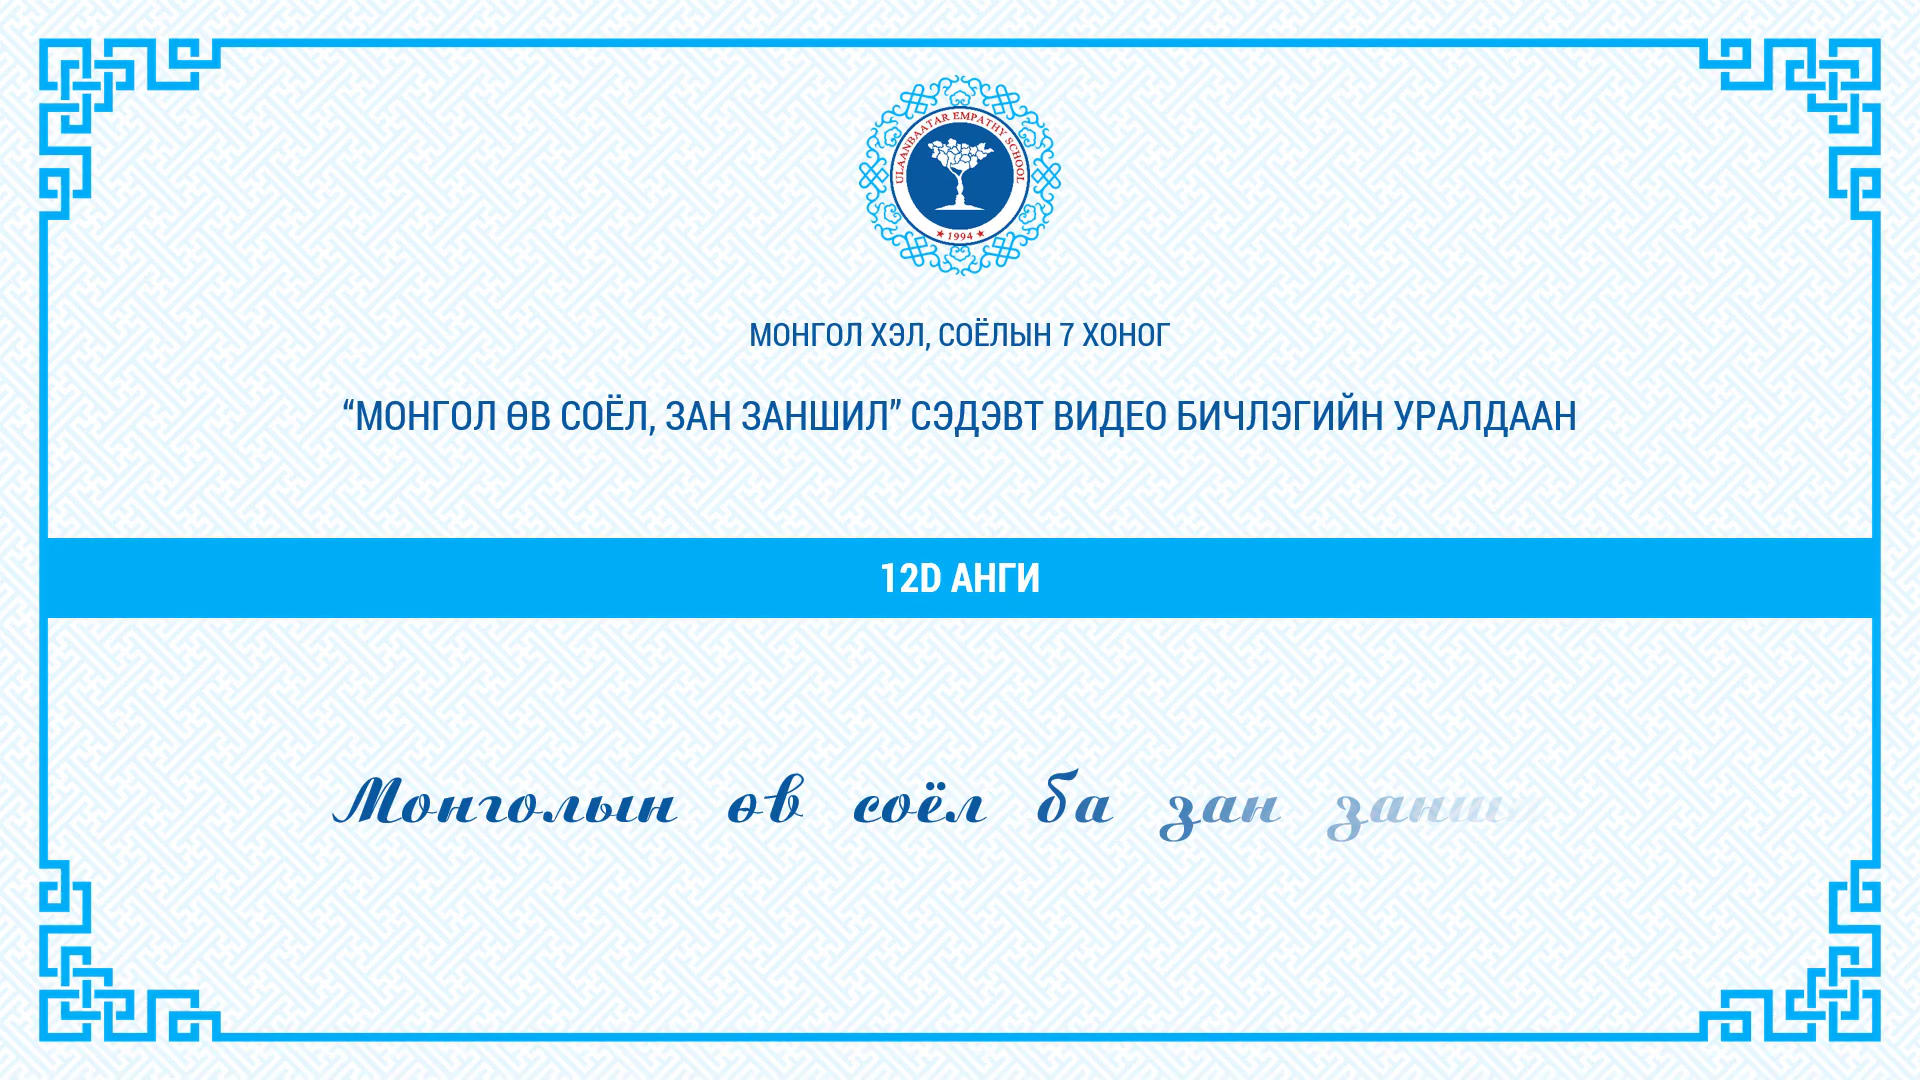 ULAANBAATAR EMPATHY SCHOOL
★ 1994 ★
МОНГОЛ ХЭЛ, СОЁЛЫН 7 ХОНОГ
“МОНГОЛ ӨВ СОЁЛ, ЗАН ЗАНШИЛ” СЭДЭВТ ВИДЕО БИЧЛЭГИЙН УРАЛДААН
12D АНГИ
Монголын өв соёл ба зан занш